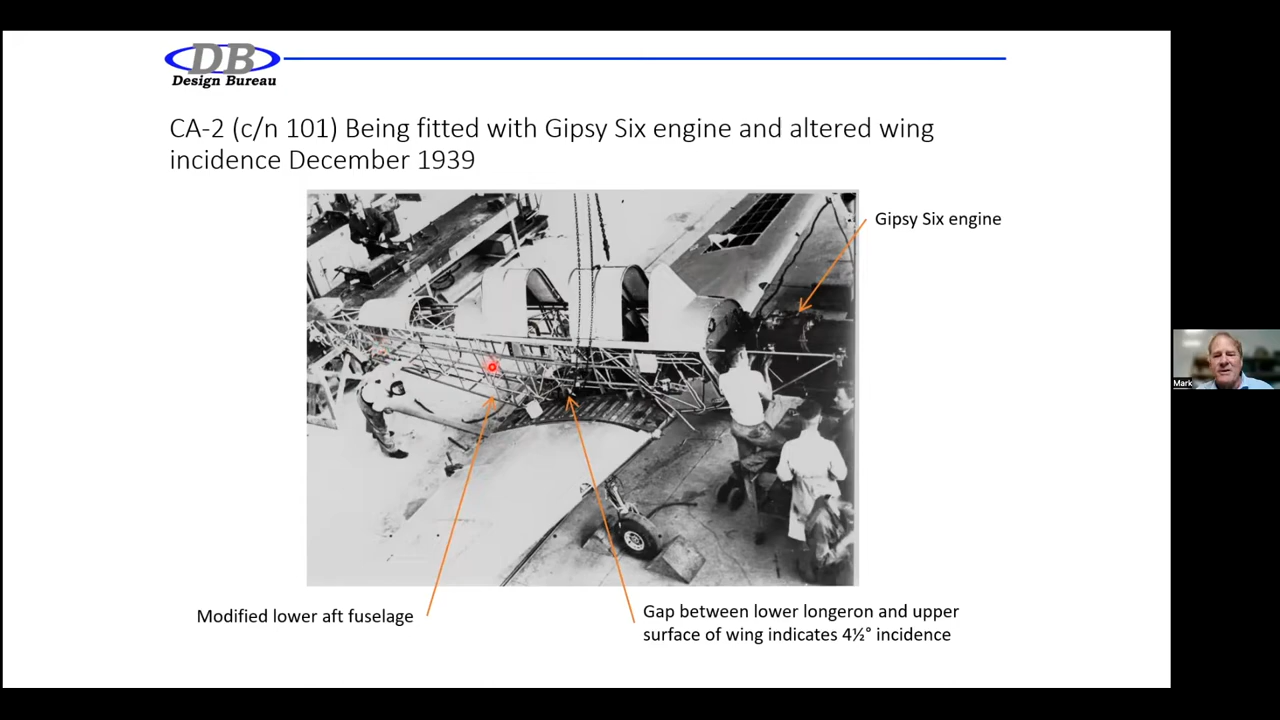 DB
Design Bureau
CA-2 (c/n 101) Being fitted with Gipsy Six engine and altered wing
incidence December 1939
Gipsy Six engine
Mark
Modified lower aft fuselage
Gap between lower longeron and upper
surface of wing indicates 4½° incidence